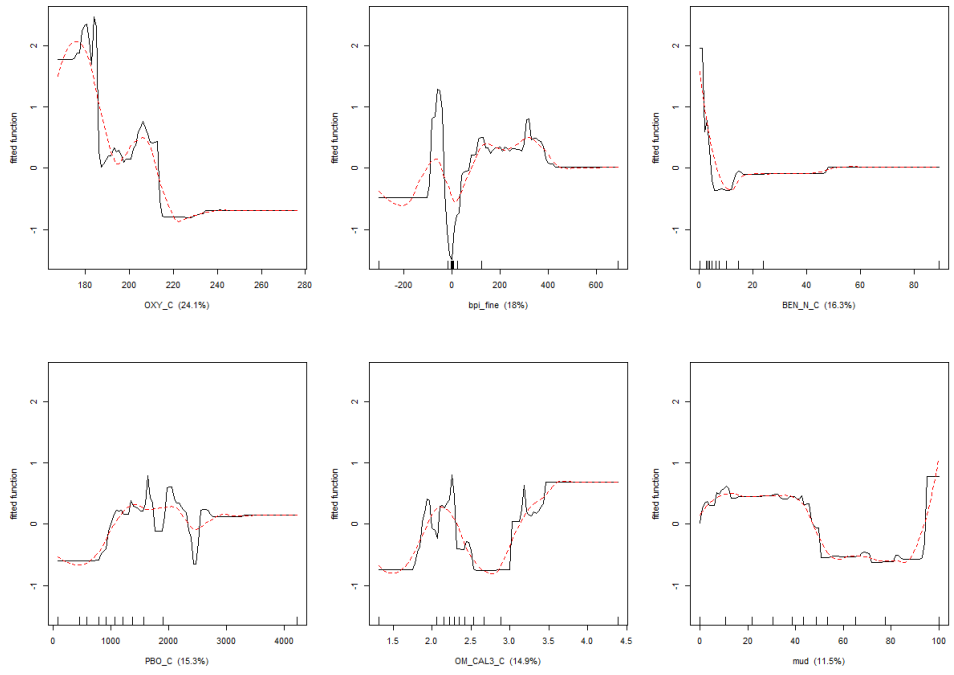 fitted function
-1 0 1 2
180 200 220 240 260 280
OXY_C (24.1%)
fitted function
-1 0 1 2
-200 0 200 400 600
bpi_fine (18%)
fitted function
-1 0 1 2
0 20 40 60 80
BEN_N_C (16.3%)
fitted function
-1 0 1 2
0 1000 2000 3000 4000
PBO_C (15.3%)
fitted function
-1 0 1 2
1.5 2.0 2.5 3.0 3.5 4.0 4.5
OM_CAL3_C (14.9%)
fitted function
-1 0 1 2
0 20 40 60 80 100
mud (11.5%)